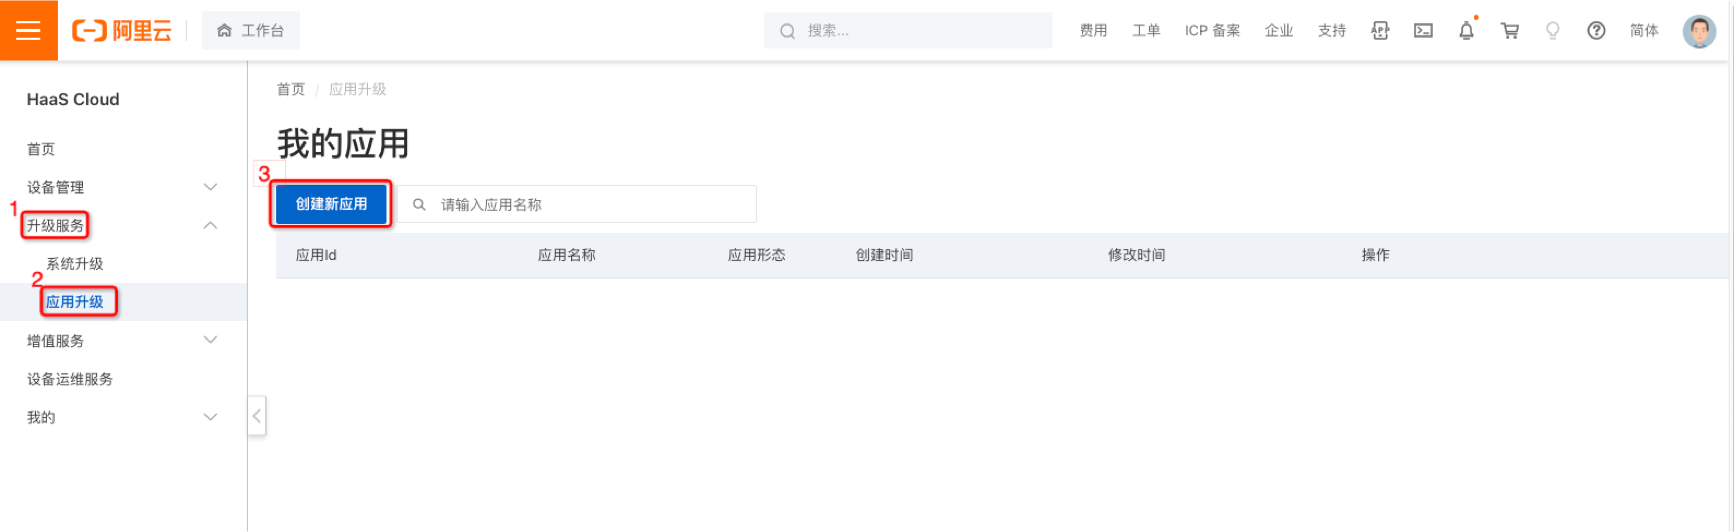 阿里云
工作台
搜索...
费用
工单
ICP 备案
企业
支持
简体
HaaS Cloud
首页
设备管理
1
升级服务
系统升级
2
应用升级
增值服务
设备运维服务
我的
首页 / 应用升级
我的应用
3
创建新应用
请输入应用名称
应用Id
应用名称
应用形态
创建时间
修改时间
操作